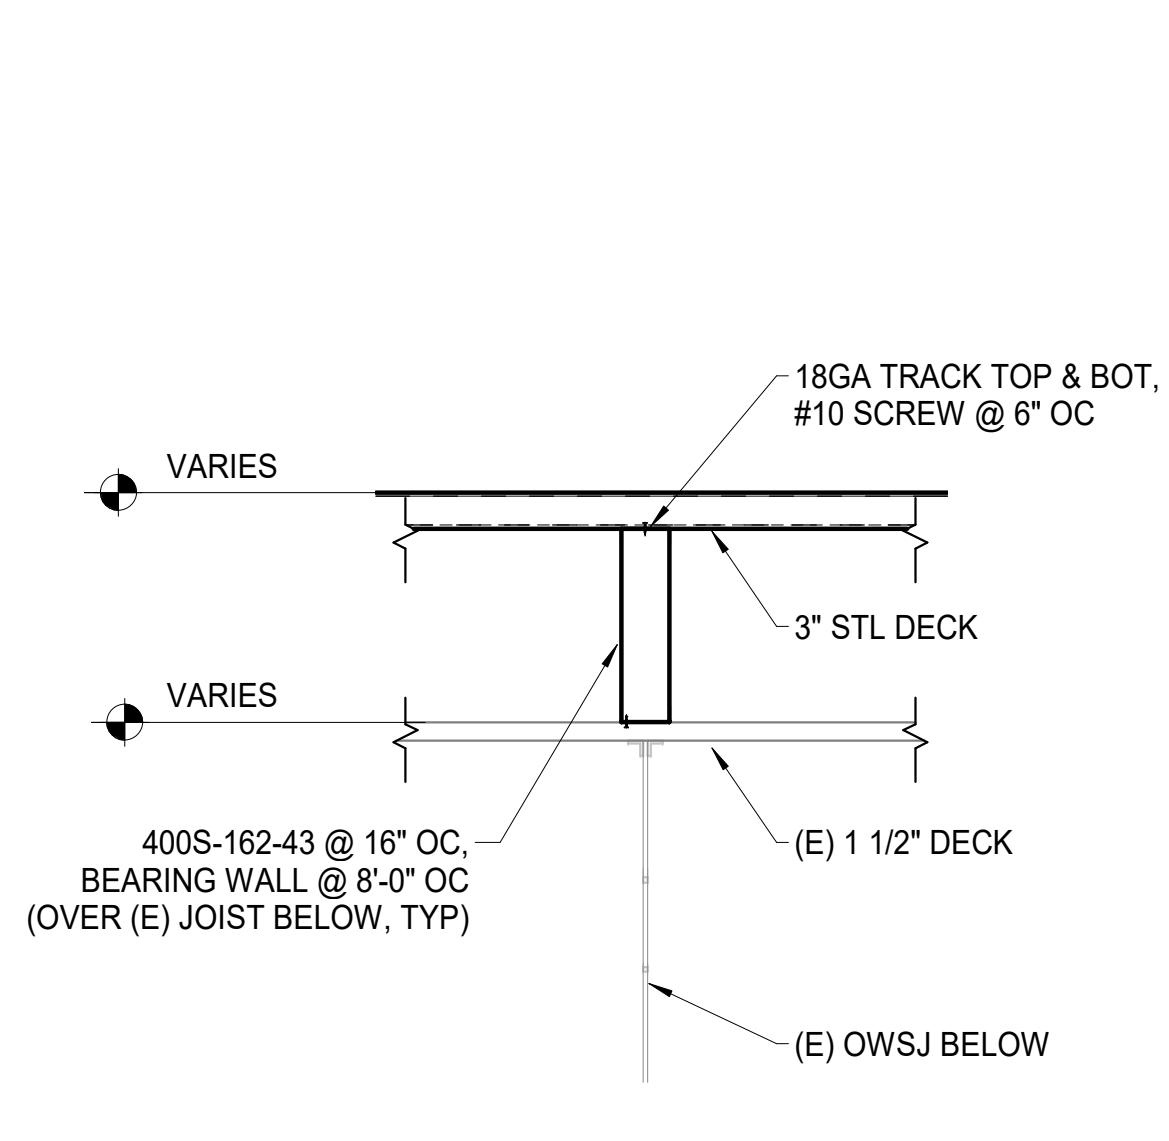 18GA TRACK TOP & BOT,
#10 SCREW @ 6" OC
VARIES
3" STL DECK
VARIES
400S-162-43 @ 16" OC,
BEARING WALL @ 8'-0" OC
(OVER (E) JOIST BELOW, TYP)
(E) 1 1/2" DECK
(E) OWSJ BELOW